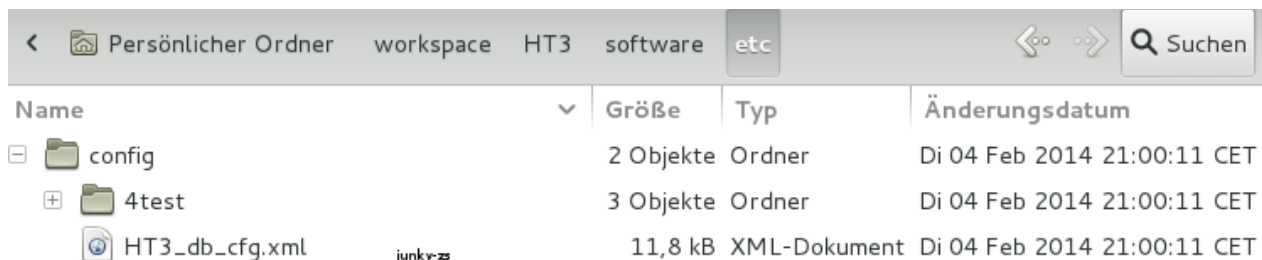 Persönlicher Ordner workspace HT3 software etc Suchen
Name Größe Typ Änderungsdatum
config 2 Objekte Ordner Di 04 Feb 2014 21:00:11 CET
4test 3 Objekte Ordner Di 04 Feb 2014 21:00:11 CET
HT3_db_cfg.xml junky-zs 11,8 kB XML-Dokument Di 04 Feb 2014 21:00:11 CET